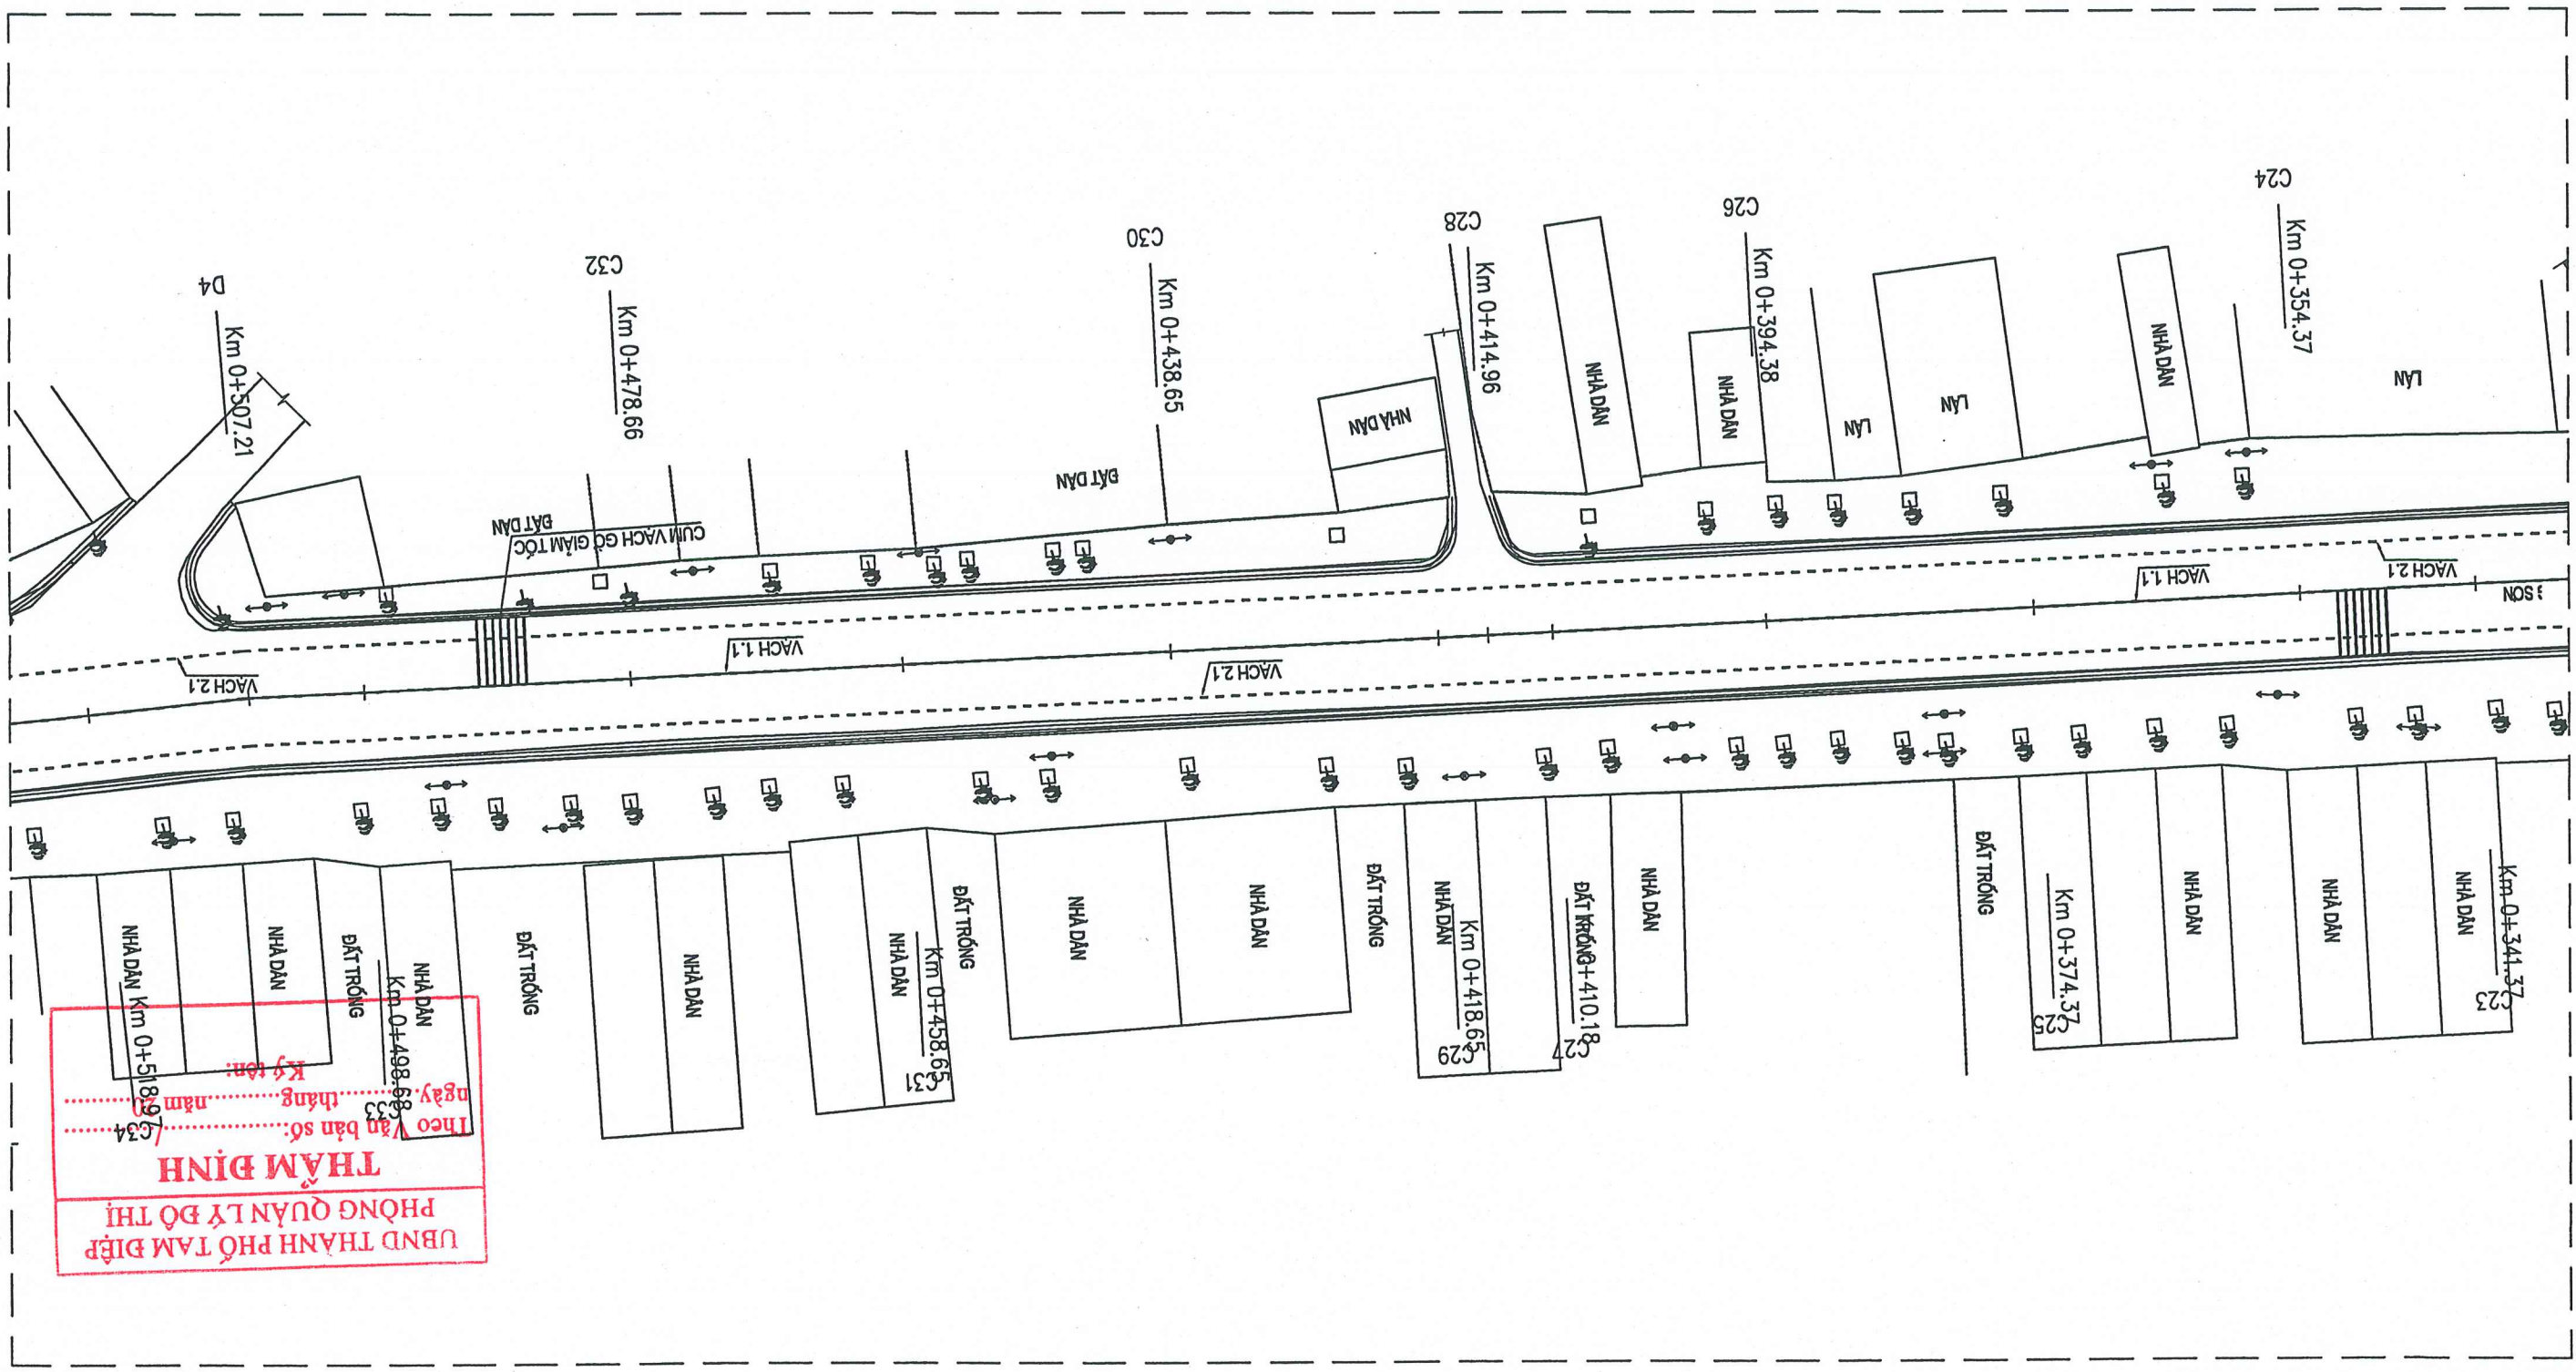 C24
Km 0+354.37
C26
Km 0+394.38
C28
Km 0+414.96
C30
Km 0+438.65
C32
Km 0+478.66
D4
Km 0+507.21
LÁN
NHÀ DÂN
LÁN
LÁN
NHÀ DÂN
NHÀ DÂN
NHÀ DÂN
ĐẤT DÂN
ĐẤT DÂN
CỤM VẠCH GỜ GIẢM TỐC
SƠN
VẠCH 2.1
VẠCH 1.1
VẠCH 2.1
VẠCH 1.1
VẠCH 2.1
Km 0+341.37
C23
NHÀ DÂN
NHÀ DÂN
NHÀ DÂN
Km 0+374.37
C25
ĐẤT TRỐNG
NHÀ DÂN
ĐẤT TRỐNG
Km 0+410.18
C27
NHÀ DÂN
Km 0+418.65
C29
ĐẤT TRỐNG
NHÀ DÂN
NHÀ DÂN
ĐẤT TRỐNG
NHÀ DÂN
Km 0+458.65
C31
NHÀ DÂN
ĐẤT TRỐNG
NHÀ DÂN
Km 0+498.68
C33
ĐẤT TRỐNG
NHÀ DÂN
NHÀ DÂN
Km 0+518.97
C34
UBND THÀNH PHỐ TAM ĐIỆP
PHÒNG QUẢN LÝ ĐÔ THỊ
THẨM ĐỊNH
Theo Văn bản số:............/............
ngày............tháng............năm 20............
Ký tên: